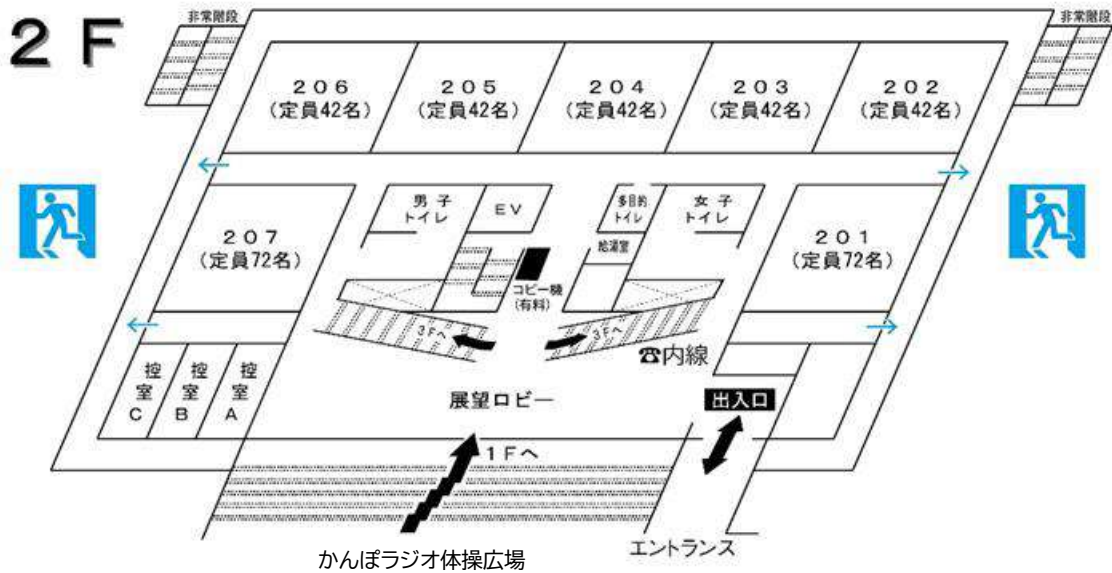 ２Ｆ
非常階段
非常階段
２０６
(定員42名)
２０５
(定員42名)
２０４
(定員42名)
２０３
(定員42名)
２０２
(定員42名)
男子
トイレ
ＥＶ
多目的
トイレ
女子
トイレ
給湯室
２０７
(定員72名)
２０１
(定員72名)
コピー機
(有料)
3Fへ
3Fへ
☎内線
控室C
控室B
控室A
展望ロビー
出入口
１Ｆへ
エントランス
かんぽラジオ体操広場